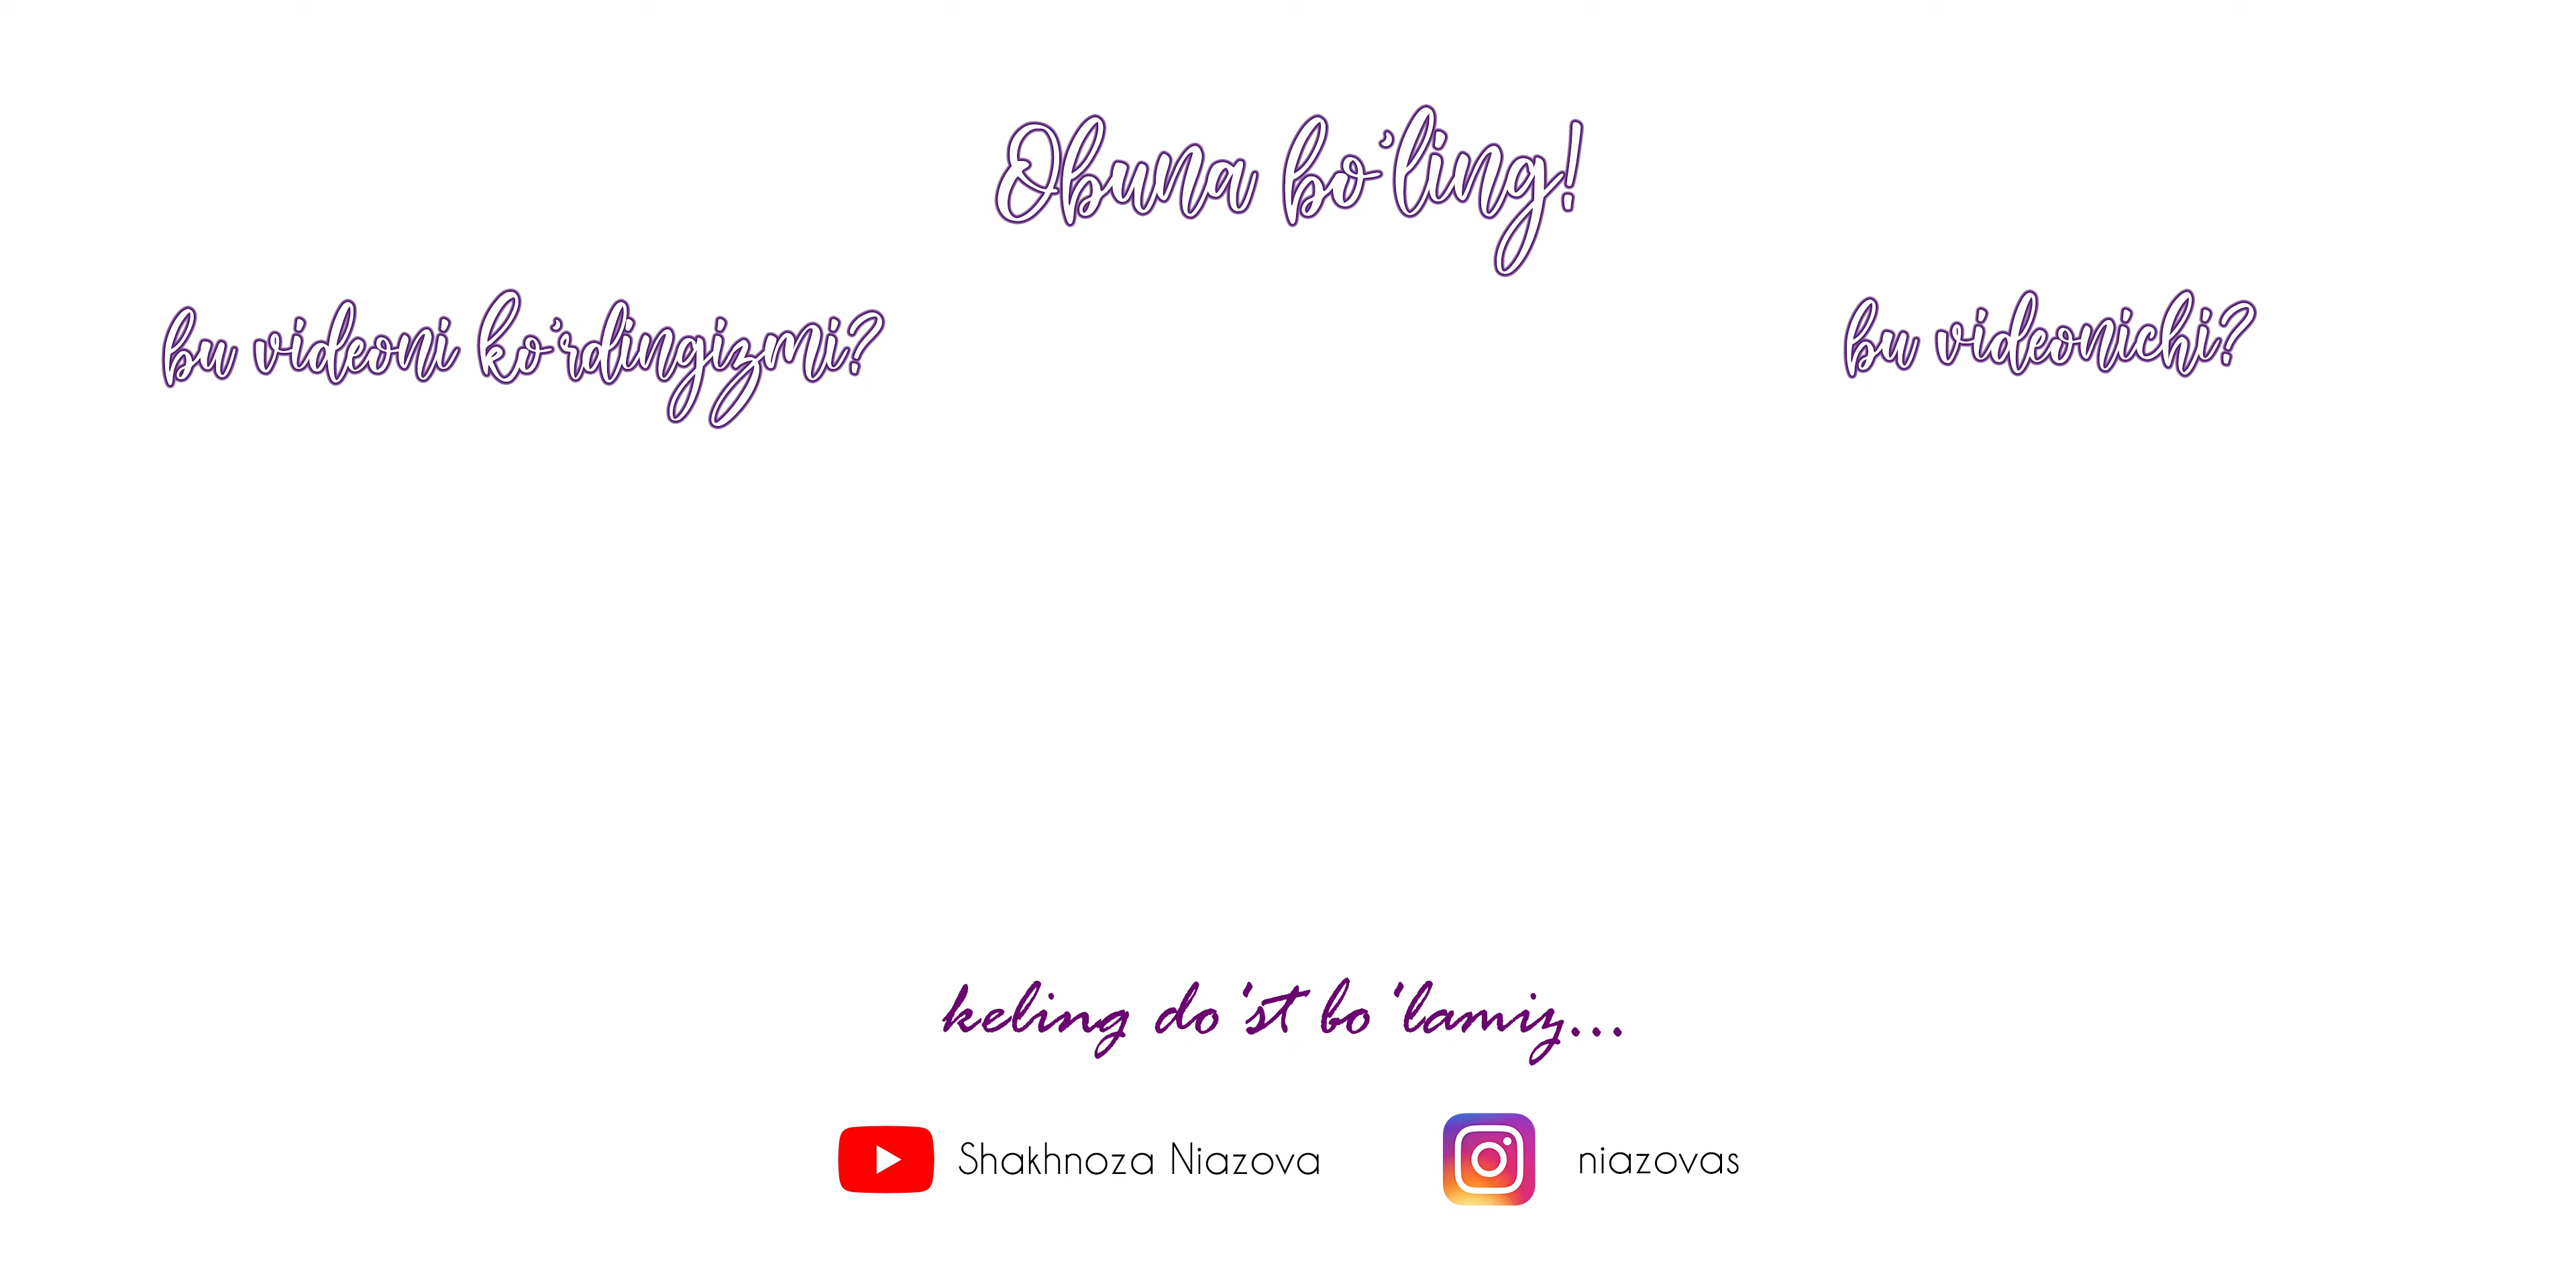 Obuna bo'ling!
bu videoni ko'rdingizmi?
bu videonichi?
keling do'st bo'lamiz...
Shakhnoza Niazova
niazovas